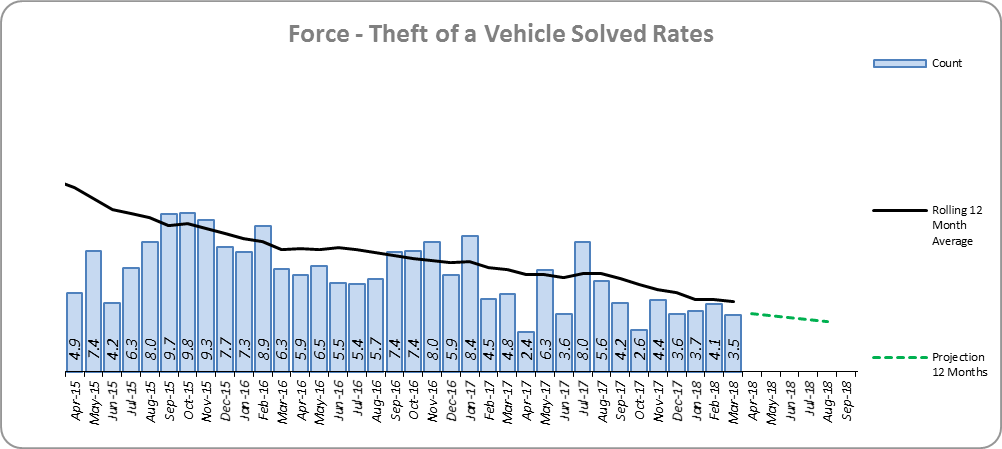 Force - Theft of a Vehicle Solved Rates
Count
Rolling 12
Month
Average
Projection
12 Months
4.9
7.4
4.2
6.3
8.0
9.7
9.8
9.3
7.7
7.3
8.9
6.3
5.9
6.5
5.5
5.4
5.7
7.4
7.4
8.0
5.9
8.4
4.5
4.8
2.4
6.3
3.6
8.0
5.6
4.2
2.6
4.4
3.6
3.7
4.1
3.5
Apr-15
May-15
Jun-15
Jul-15
Aug-15
Sep-15
Oct-15
Nov-15
Dec-15
Jan-16
Feb-16
Mar-16
Apr-16
May-16
Jun-16
Jul-16
Aug-16
Sep-16
Oct-16
Nov-16
Dec-16
Jan-17
Feb-17
Mar-17
Apr-17
May-17
Jun-17
Jul-17
Aug-17
Sep-17
Oct-17
Nov-17
Dec-17
Jan-18
Feb-18
Mar-18
Apr-18
May-18
Jun-18
Jul-18
Aug-18
Sep-18